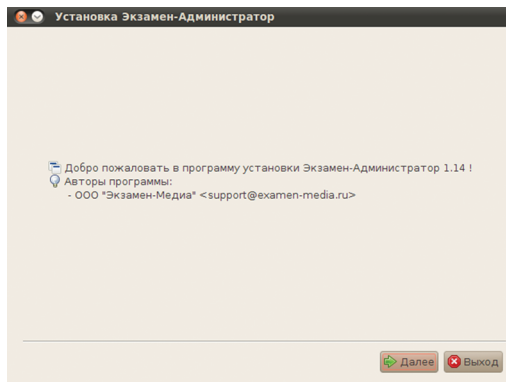 Установка Экзамен-Администратор
Добро пожаловать в программу установки Экзамен-Администратор 1.14 !
Авторы программы:
- ООО "Экзамен-Медиа" <support@examen-media.ru>
Далее
Выход